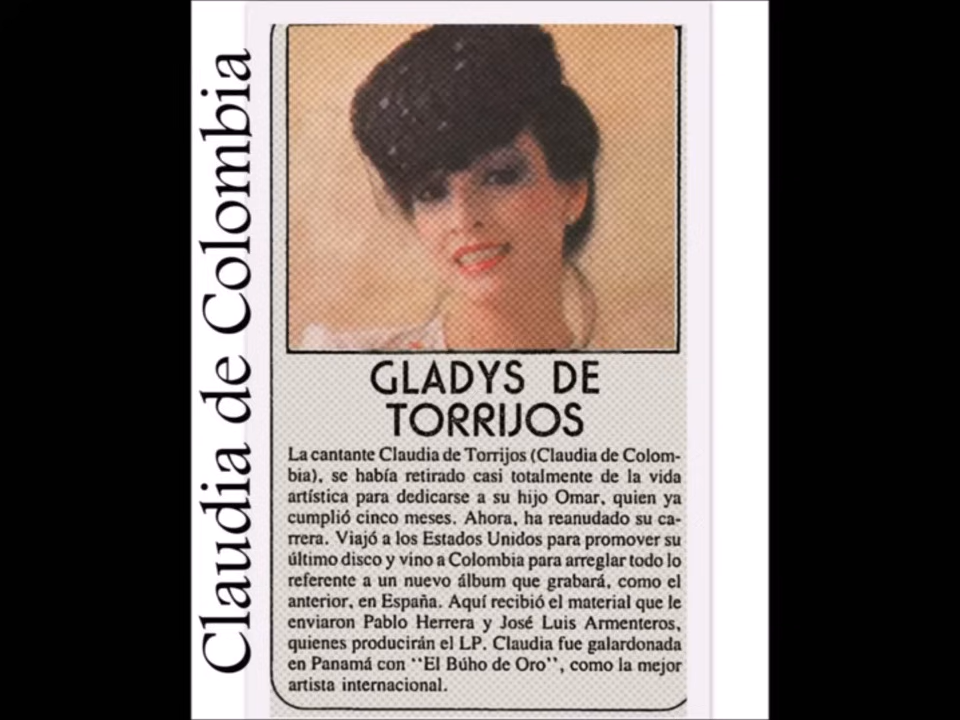 Claudia de Colombia
GLADYS DE
TORRIJOS
La cantante Claudia de Torrijos (Claudia de Colom-
bia), se había retirado casi totalmente de la vida
artística para dedicarse a su hijo Omar, quien ya
cumplió cinco meses. Ahora, ha reanudado su ca-
rrera. Viajó a los Estados Unidos para promover su
último disco y vino a Colombia para arreglar todo lo
referente a un nuevo álbum que grabará, como el
anterior, en España. Aquí recibió el material que le
enviaron Pablo Herrera y José Luis Armenteros,
quienes producirán el LP. Claudia fue galardonada
en Panamá con "El Búho de Oro", como la mejor
artista internacional.